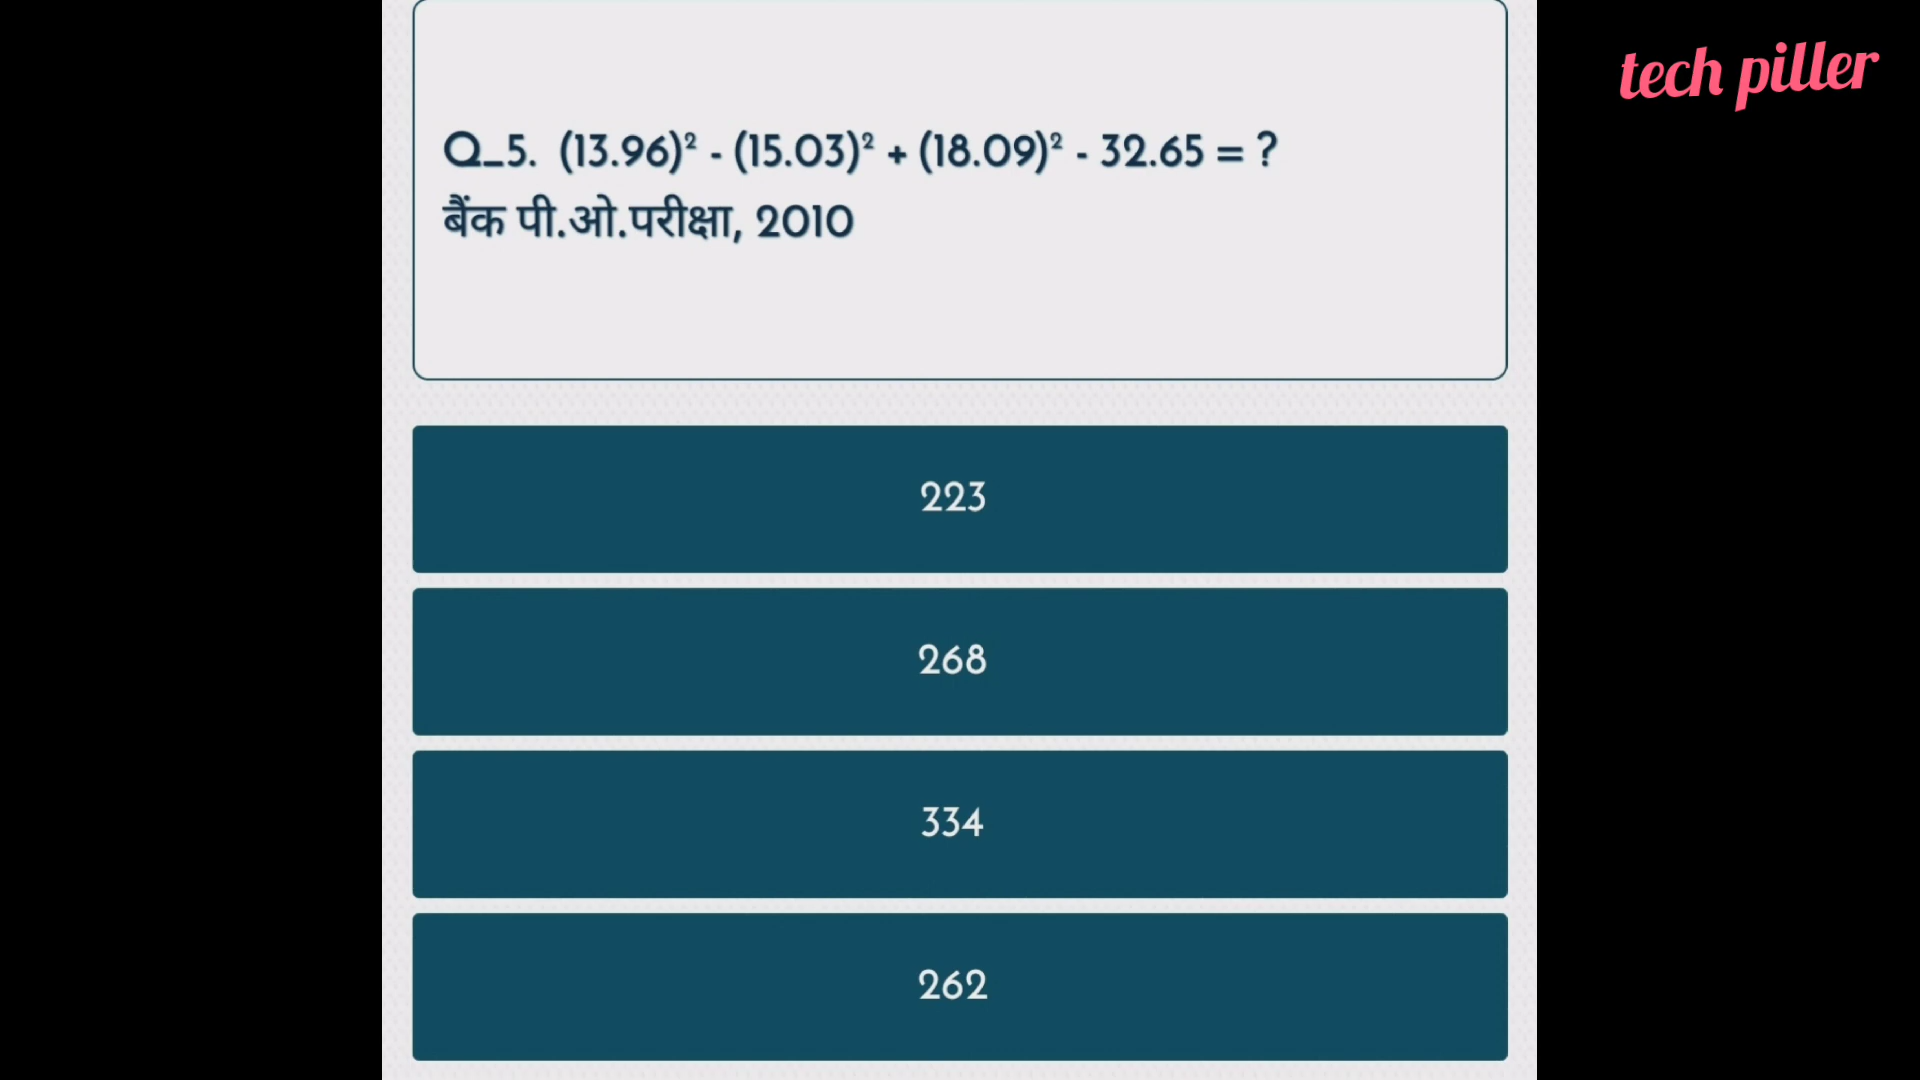 tech piller
Q_5. (13.96)² - (15.03)² + (18.09)² - 32.65 = ?
बैंक पी.ओ.परीक्षा, 2010
223
268
334
262